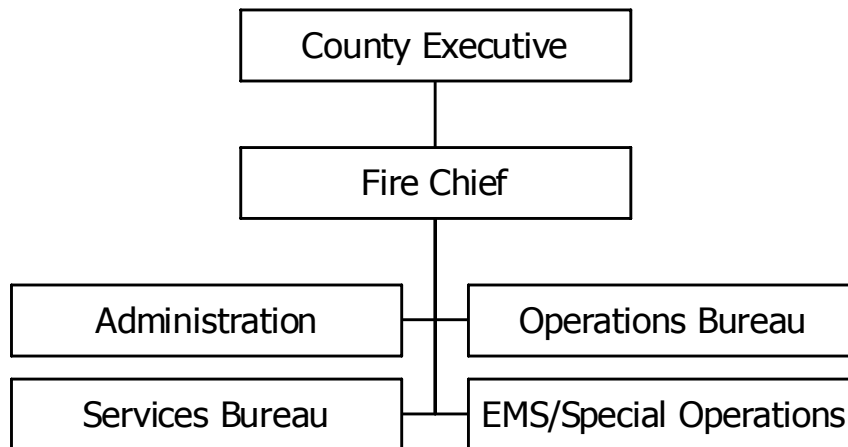 County Executive
Fire Chief
Administration
Operations Bureau
Services Bureau
EMS/Special Operations